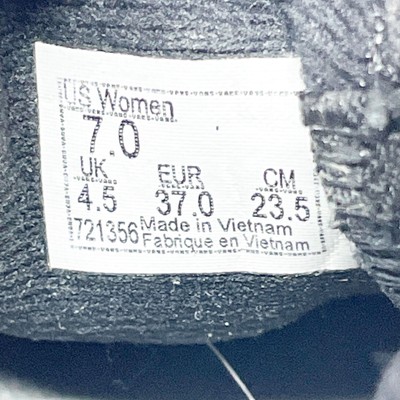 US Women
7.0
UK EUR CM
4.5 37.0 23.5
721356 Made in Vietnam
Fabrique en Vietnam